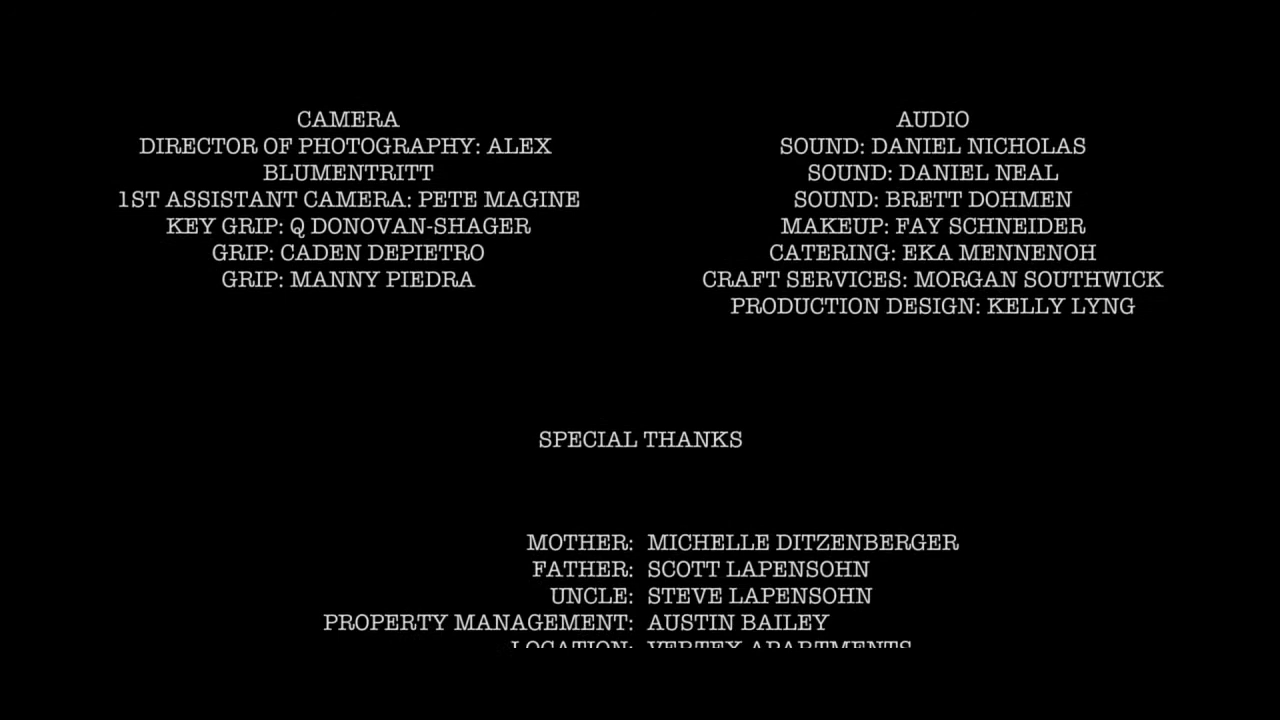 CAMERA
DIRECTOR OF PHOTOGRAPHY: ALEX
BLUMENTRITT
1ST ASSISTANT CAMERA: PETE MAGINE
KEY GRIP: Q DONOVAN-SHAGER
GRIP: CADEN DEPIETRO
GRIP: MANNY PIEDRA
AUDIO
SOUND: DANIEL NICHOLAS
SOUND: DANIEL NEAL
SOUND: BRETT DOHMEN
MAKEUP: FAY SCHNEIDER
CATERING: EKA MENNENOH
CRAFT SERVICES: MORGAN SOUTHWICK
PRODUCTION DESIGN: KELLY LYNG
SPECIAL THANKS
MOTHER: MICHELLE DITZENBERGER
FATHER: SCOTT LAPENSOHN
UNCLE: STEVE LAPENSOHN
PROPERTY MANAGEMENT: AUSTIN BAILEY
LOCATION: VERTEX APARTMENTS